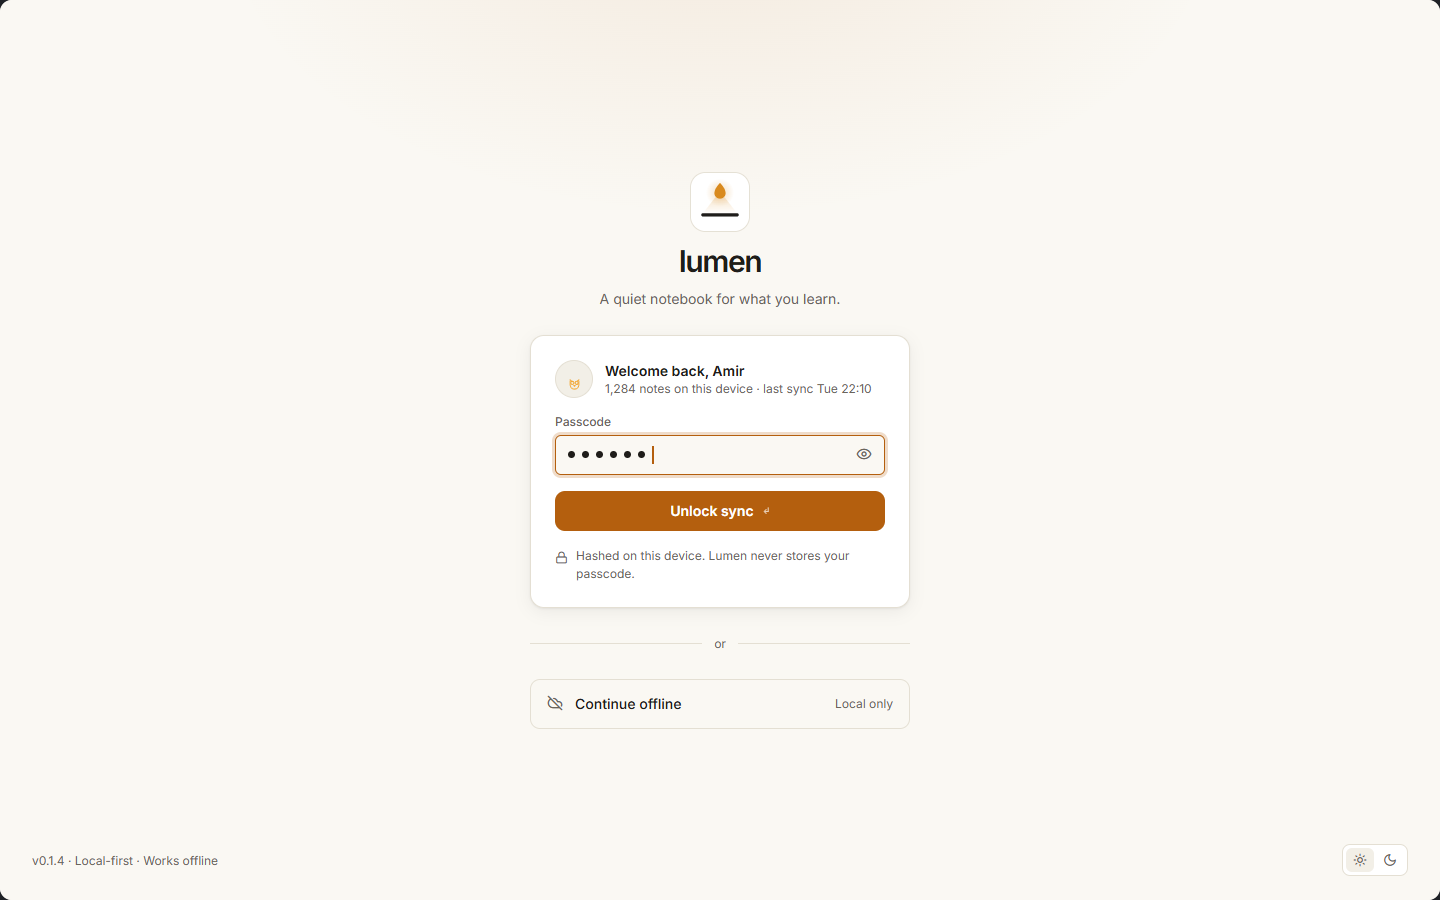 lumen
A quiet notebook for what you learn.
Welcome back, Amir
1,284 notes on this device · last sync Tue 22:10
Passcode
Unlock sync
Hashed on this device. Lumen never stores your
passcode.
or
Continue offline
Local only
v0.1.4 · Local-first · Works offline